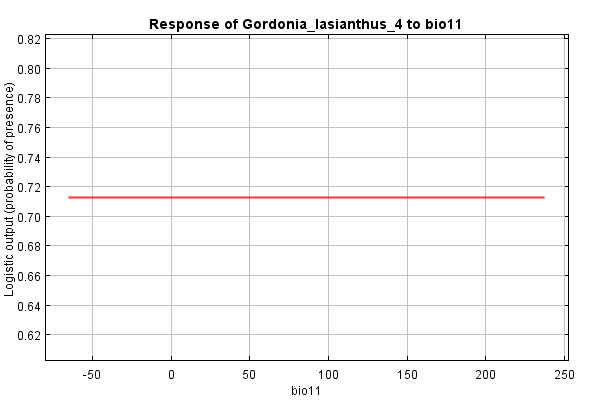 Response of Gordonia_lasianthus_4 to bio11
Logistic output (probability of presence)
0.82
0.80
0.78
0.76
0.74
0.72
0.70
0.68
0.66
0.64
0.62
-50 0 50 100 150 200 250
bio11